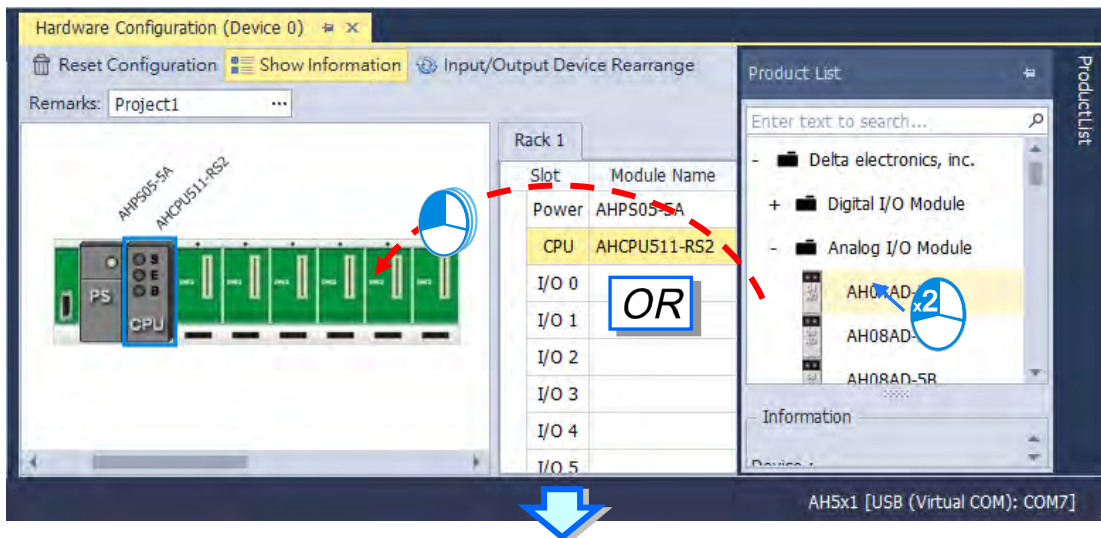 Hardware Configuration (Device 0)
Reset Configuration Show Information Input/Output Device Rearrange
Remarks: Project1 ...
AHPS05-5A
AHCPU511-RS2
PS
S
E
B
CPU
Rack 1
Slot Module Name
Power AHPS05-5A
CPU AHCPU511-RS2
I/O 0
I/O 1
I/O 2
I/O 3
I/O 4
I/O 5
OR
Product List
Enter text to search...
- Delta electronics, inc.
+ Digital I/O Module
- Analog I/O Module
x2
AH08AD-
AH08AD-5B
Information
Device :
ProductList
AH5x1 [USB (Virtual COM): COM7]